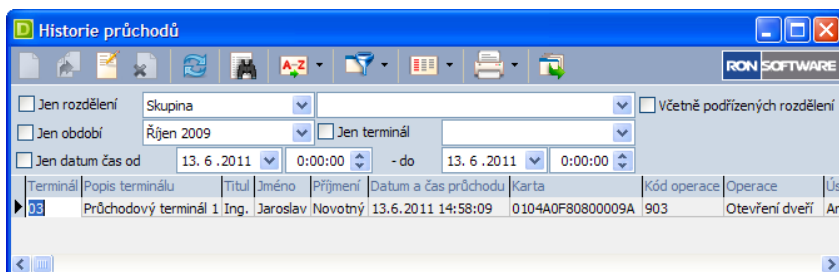 Historie průchodů
A-Z
RON SOFTWARE
Jen rozdělení Skupina Včetně podřízených rozdělení
Jen období Říjen 2009 Jen terminál
Jen datum čas od 13. 6 .2011 0:00:00 - do 13. 6 .2011 0:00:00
Terminál Popis terminálu Titul Jméno Příjmení Datum a čas průchodu Karta Kód operace Operace Ús
03 Průchodový terminál 1 Ing. Jaroslav Novotný 13.6.2011 14:58:09 0104A0F80800009A 903 Otevření dveří